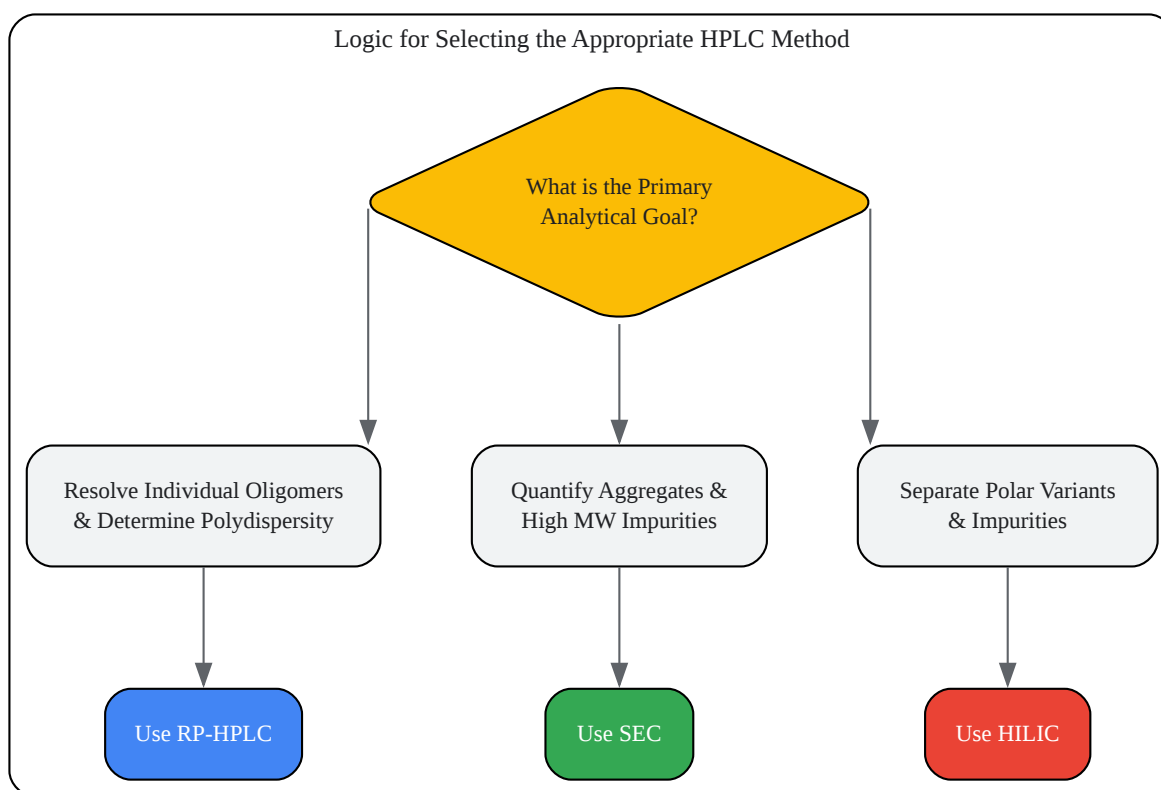 Logic for Selecting the Appropriate HPLC Method
What is the Primary
Analytical Goal?
Resolve Individual Oligomers
& Determine Polydispersity
Quantify Aggregates &
High MW Impurities
Separate Polar Variants
& Impurities
Use RP-HPLC
Use SEC
Use HILIC